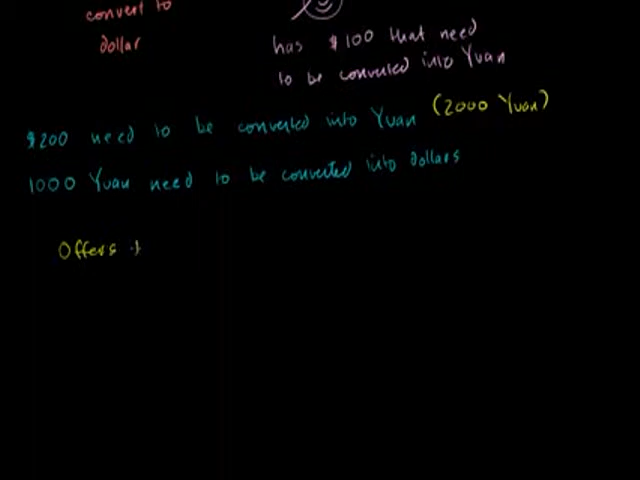 convert to
dollar
has $100 that need
to be converted into Yuan
$200 need to be converted into Yuan (2000 Yuan)
1000 Yuan need to be converted into dollars
Offers